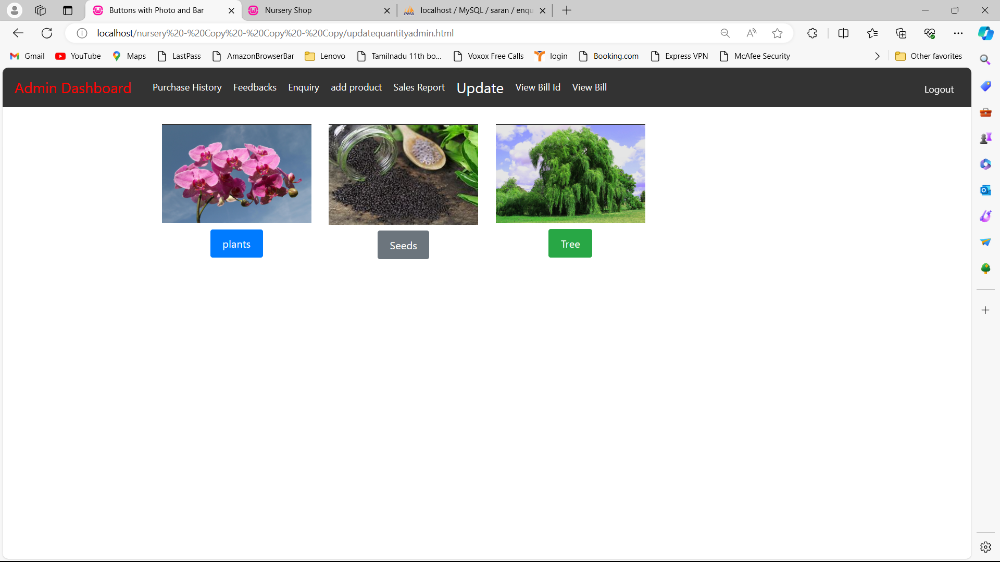 Buttons with Photo and Bar
Nursery Shop
localhost / MySQL / saran / enqu
localhost/nursery%20-%20Copy%20-%20Copy%20-%20Copy/updatequantityadmin.html
Gmail YouTube Maps LastPass AmazonBrowserBar Lenovo Tamilnadu 11th bo... Voxox Free Calls login Booking.com Express VPN McAfee Security Other favorites
Admin Dashboard Purchase History Feedbacks Enquiry add product Sales Report Update View Bill Id View Bill Logout
plants
Seeds
Tree